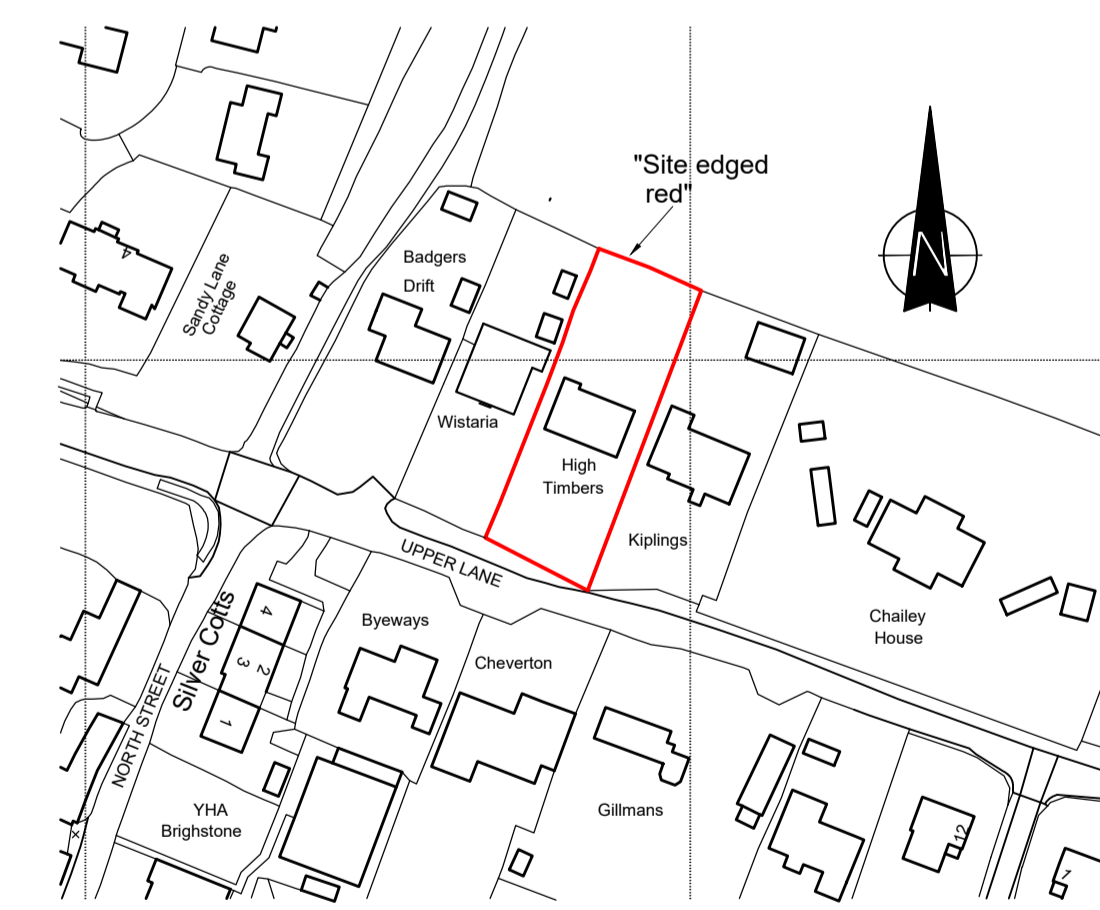 "Site edged
red"
N
Badgers
Drift
4
Sandy Lane
Cottage
Wistaria
High
Timbers
Kiplings
UPPER LANE
Chailey
House
Byeways
Cheverton
Silver Cotts
4
3
2
1
NORTH STREET
Gillmans
YHA
Brighstone
12
1
x